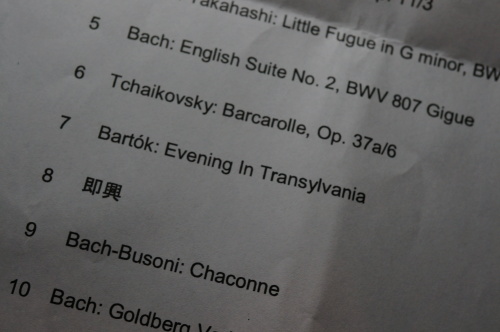 Takahashi: Little Fugue in G minor, BW
5 Bach: English Suite No. 2, BWV 807 Gigue
6 Tchaikovsky: Barcarolle, Op. 37a/6
7 Bartók: Evening In Transylvania
8 即興
9 Bach-Busoni: Chaconne
10 Bach: Goldberg